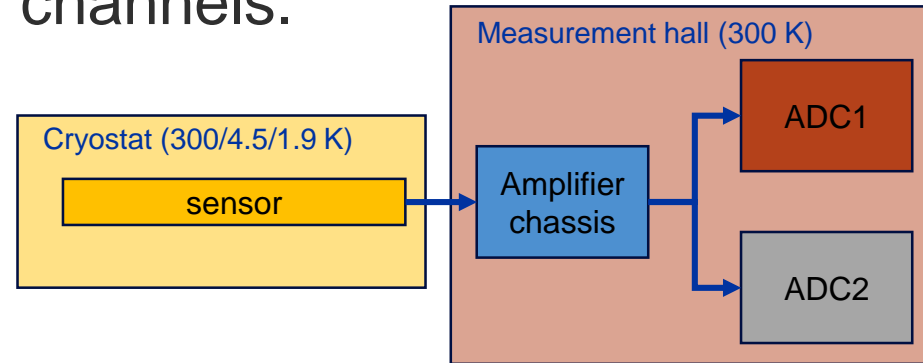 channels.
Measurement hall (300 K)
Cryostat (300/4.5/1.9 K)
sensor
Amplifier
chassis
ADC1
ADC2